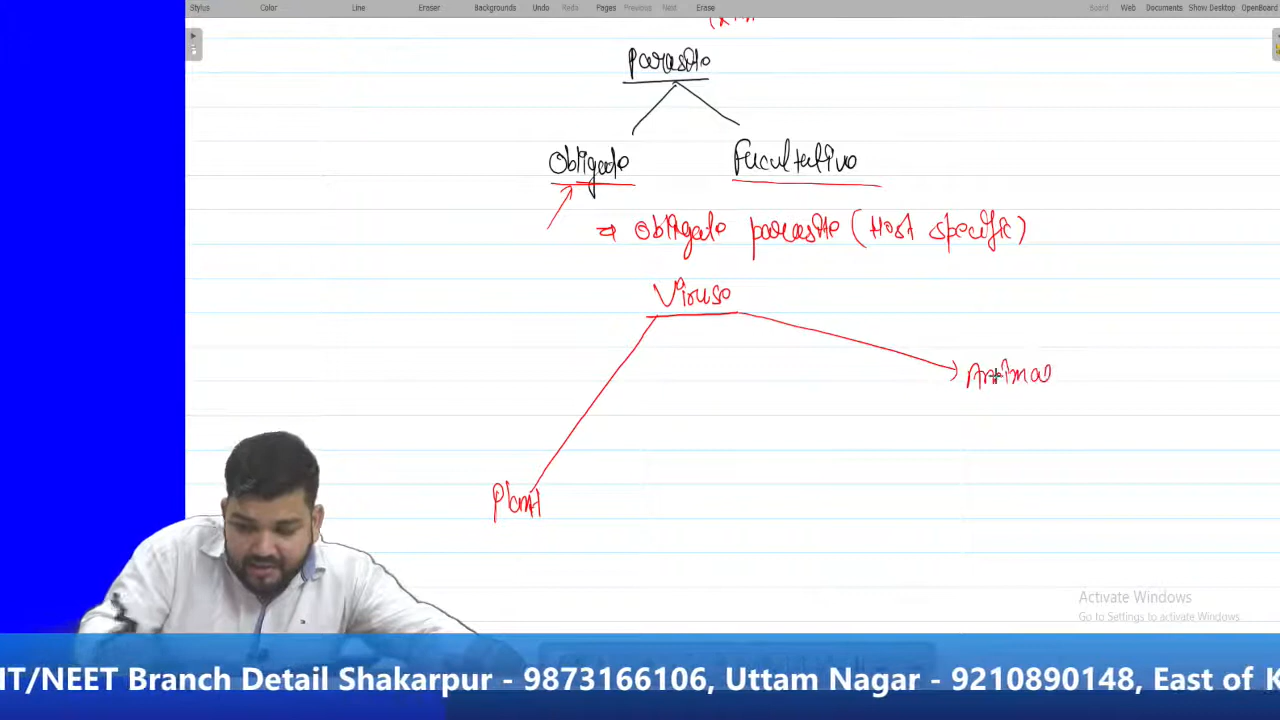 Stylus Color Line Eraser Backgrounds Undo Redo Pages Previous Next Erase Board Web Documents Show Desktop OpenBoard
Parasite
Obligate Facultative
⇒ Obligate parasite (Host specific)
Viruse
Animal
Plant
Activate Windows
Go to Settings to activate Windows.
IIT/NEET Branch Detail Shakarpur - 9873166106, Uttam Nagar - 9210890148, East of K